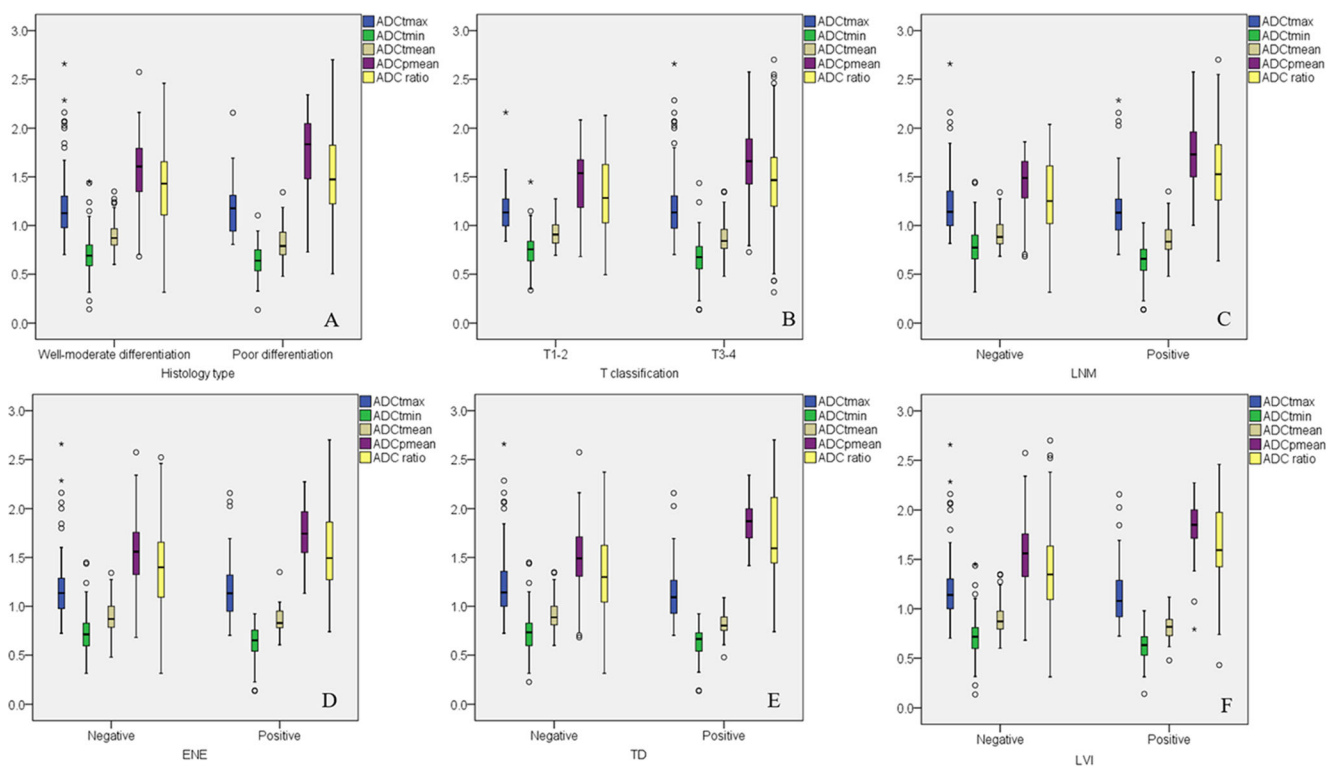 3.0
2.5
2.0
1.5
1.0
0.5
0.0
ADCtmax
ADCtmin
ADCtmean
ADCpmean
ADC ratio
A
Well-moderate differentiation Poor differentiation
Histology type
3.0
2.5
2.0
1.5
1.0
0.5
0.0
ADCtmax
ADCtmin
ADCtmean
ADCpmean
ADC ratio
B
T1-2 T3-4
T classification
3.0
2.5
2.0
1.5
1.0
0.5
0.0
ADCtmax
ADCtmin
ADCtmean
ADCpmean
ADC ratio
C
Negative Positive
LNM
3.0
2.5
2.0
1.5
1.0
0.5
0.0
ADCtmax
ADCtmin
ADCtmean
ADCpmean
ADC ratio
D
Negative Positive
ENE
3.0
2.5
2.0
1.5
1.0
0.5
0.0
ADCtmax
ADCtmin
ADCtmean
ADCpmean
ADC ratio
E
Negative Positive
TD
3.0
2.5
2.0
1.5
1.0
0.5
0.0
ADCtmax
ADCtmin
ADCtmean
ADCpmean
ADC ratio
F
Negative Positive
LVI